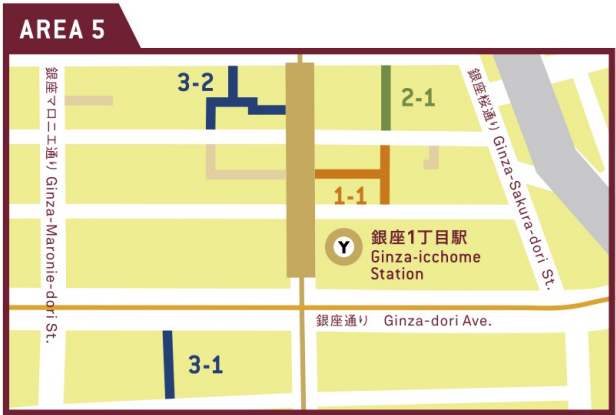 AREA 5
銀座マロニエ通り Ginza-Maronie-dori St.
3-2
2-1
銀座桜通り Ginza-Sakura-dori St.
1-1
Y
銀座1丁目駅
Ginza-icchome
Station
銀座通り Ginza-dori Ave.
3-1